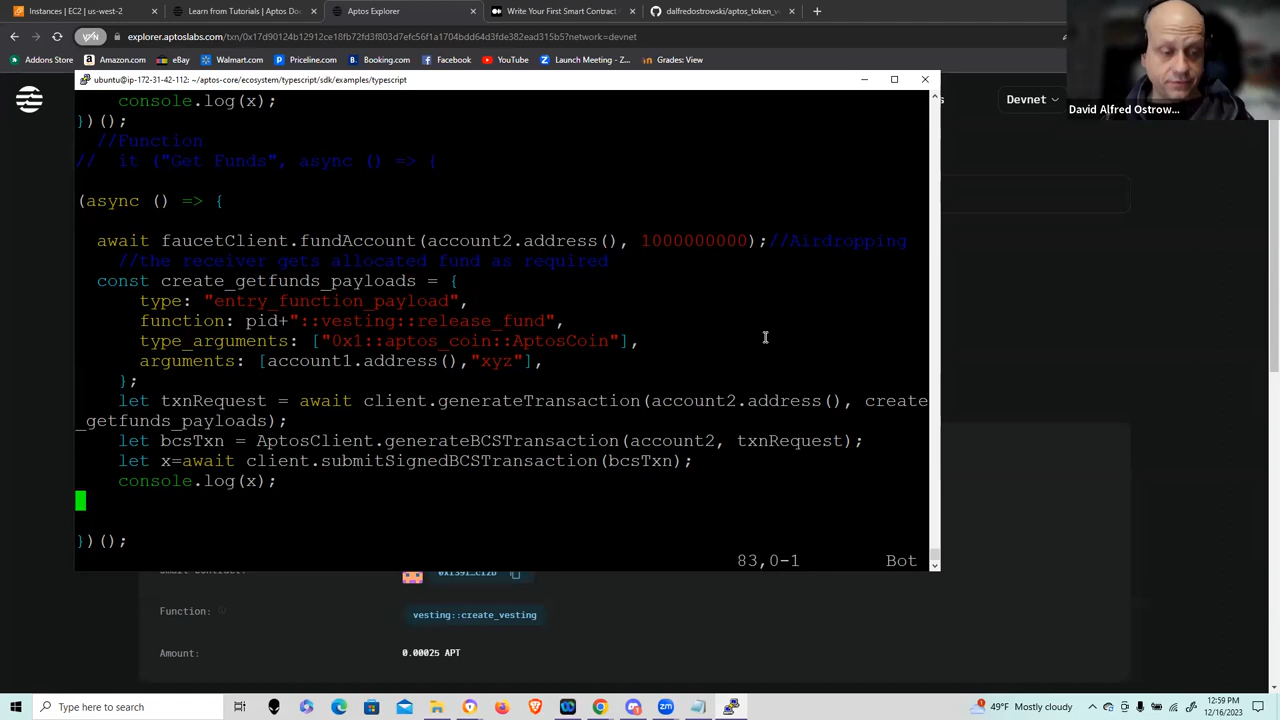 Instances | EC2 | us-west-2
Learn from Tutorials | Aptos Doc
Aptos Explorer
Write Your First Smart Contract
dalfredostrowski/aptos_token_v
VPN
explorer.aptoslabs.com/txn/0x17d90124b12912ce18fb72fd3f803d7efc56f1a1704bdd64d3fde382ead315b5?network=devnet
Addons Store
Amazon.com
eBay
Walmart.com
Priceline.com
Facebook
YouTube
Launch Meeting - Z...
Grades: View
ubuntu@ip-172-31-42-112: ~/aptos-core/ecosystem/typescript/sdk/examples/typescript
Devnet
David Alfred Ostrow...
console.log(x);
})();
//Function
//  it ("Get Funds", async () => {
(async () => {
await faucetClient.fundAccount(account2.address(), 1000000000);//Airdropping
//the receiver gets allocated fund as required
const create_getfunds_payloads = {
type: "entry_function_payload",
function: pid+"::vesting::release_fund",
type_arguments: ["0x1::aptos_coin::AptosCoin"],
arguments: [account1.address(),"xyz"],
};
let txnRequest = await client.generateTransaction(account2.address(), create
_getfunds_payloads);
let bcsTxn = AptosClient.generateBCSTransaction(account2, txnRequest);
let x=await client.submitSignedBCSTransaction(bcsTxn);
console.log(x);
})();
83,0-1
Bot
Function:
vesting::create_vesting
Amount:
0.00025 APT
Type here to search
49°F Mostly cloudy
12:59 PM
12/16/2023